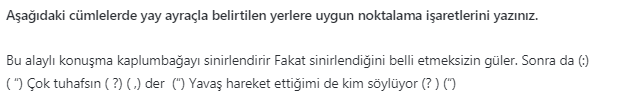 Aşağıdaki cümlelerde yay ayraçla belirtilen yerlere uygun noktalama işaretlerini yazınız.
Bu alaylı konuşma kaplumbağayı sinirlendirir Fakat sinirlendiğini belli etmeksizin güler. Sonra da (:)
( “) Çok tuhafsın ( ?) (,) der  (“) Yavaş hareket ettiğimi de kim söylüyor (? ) (“)